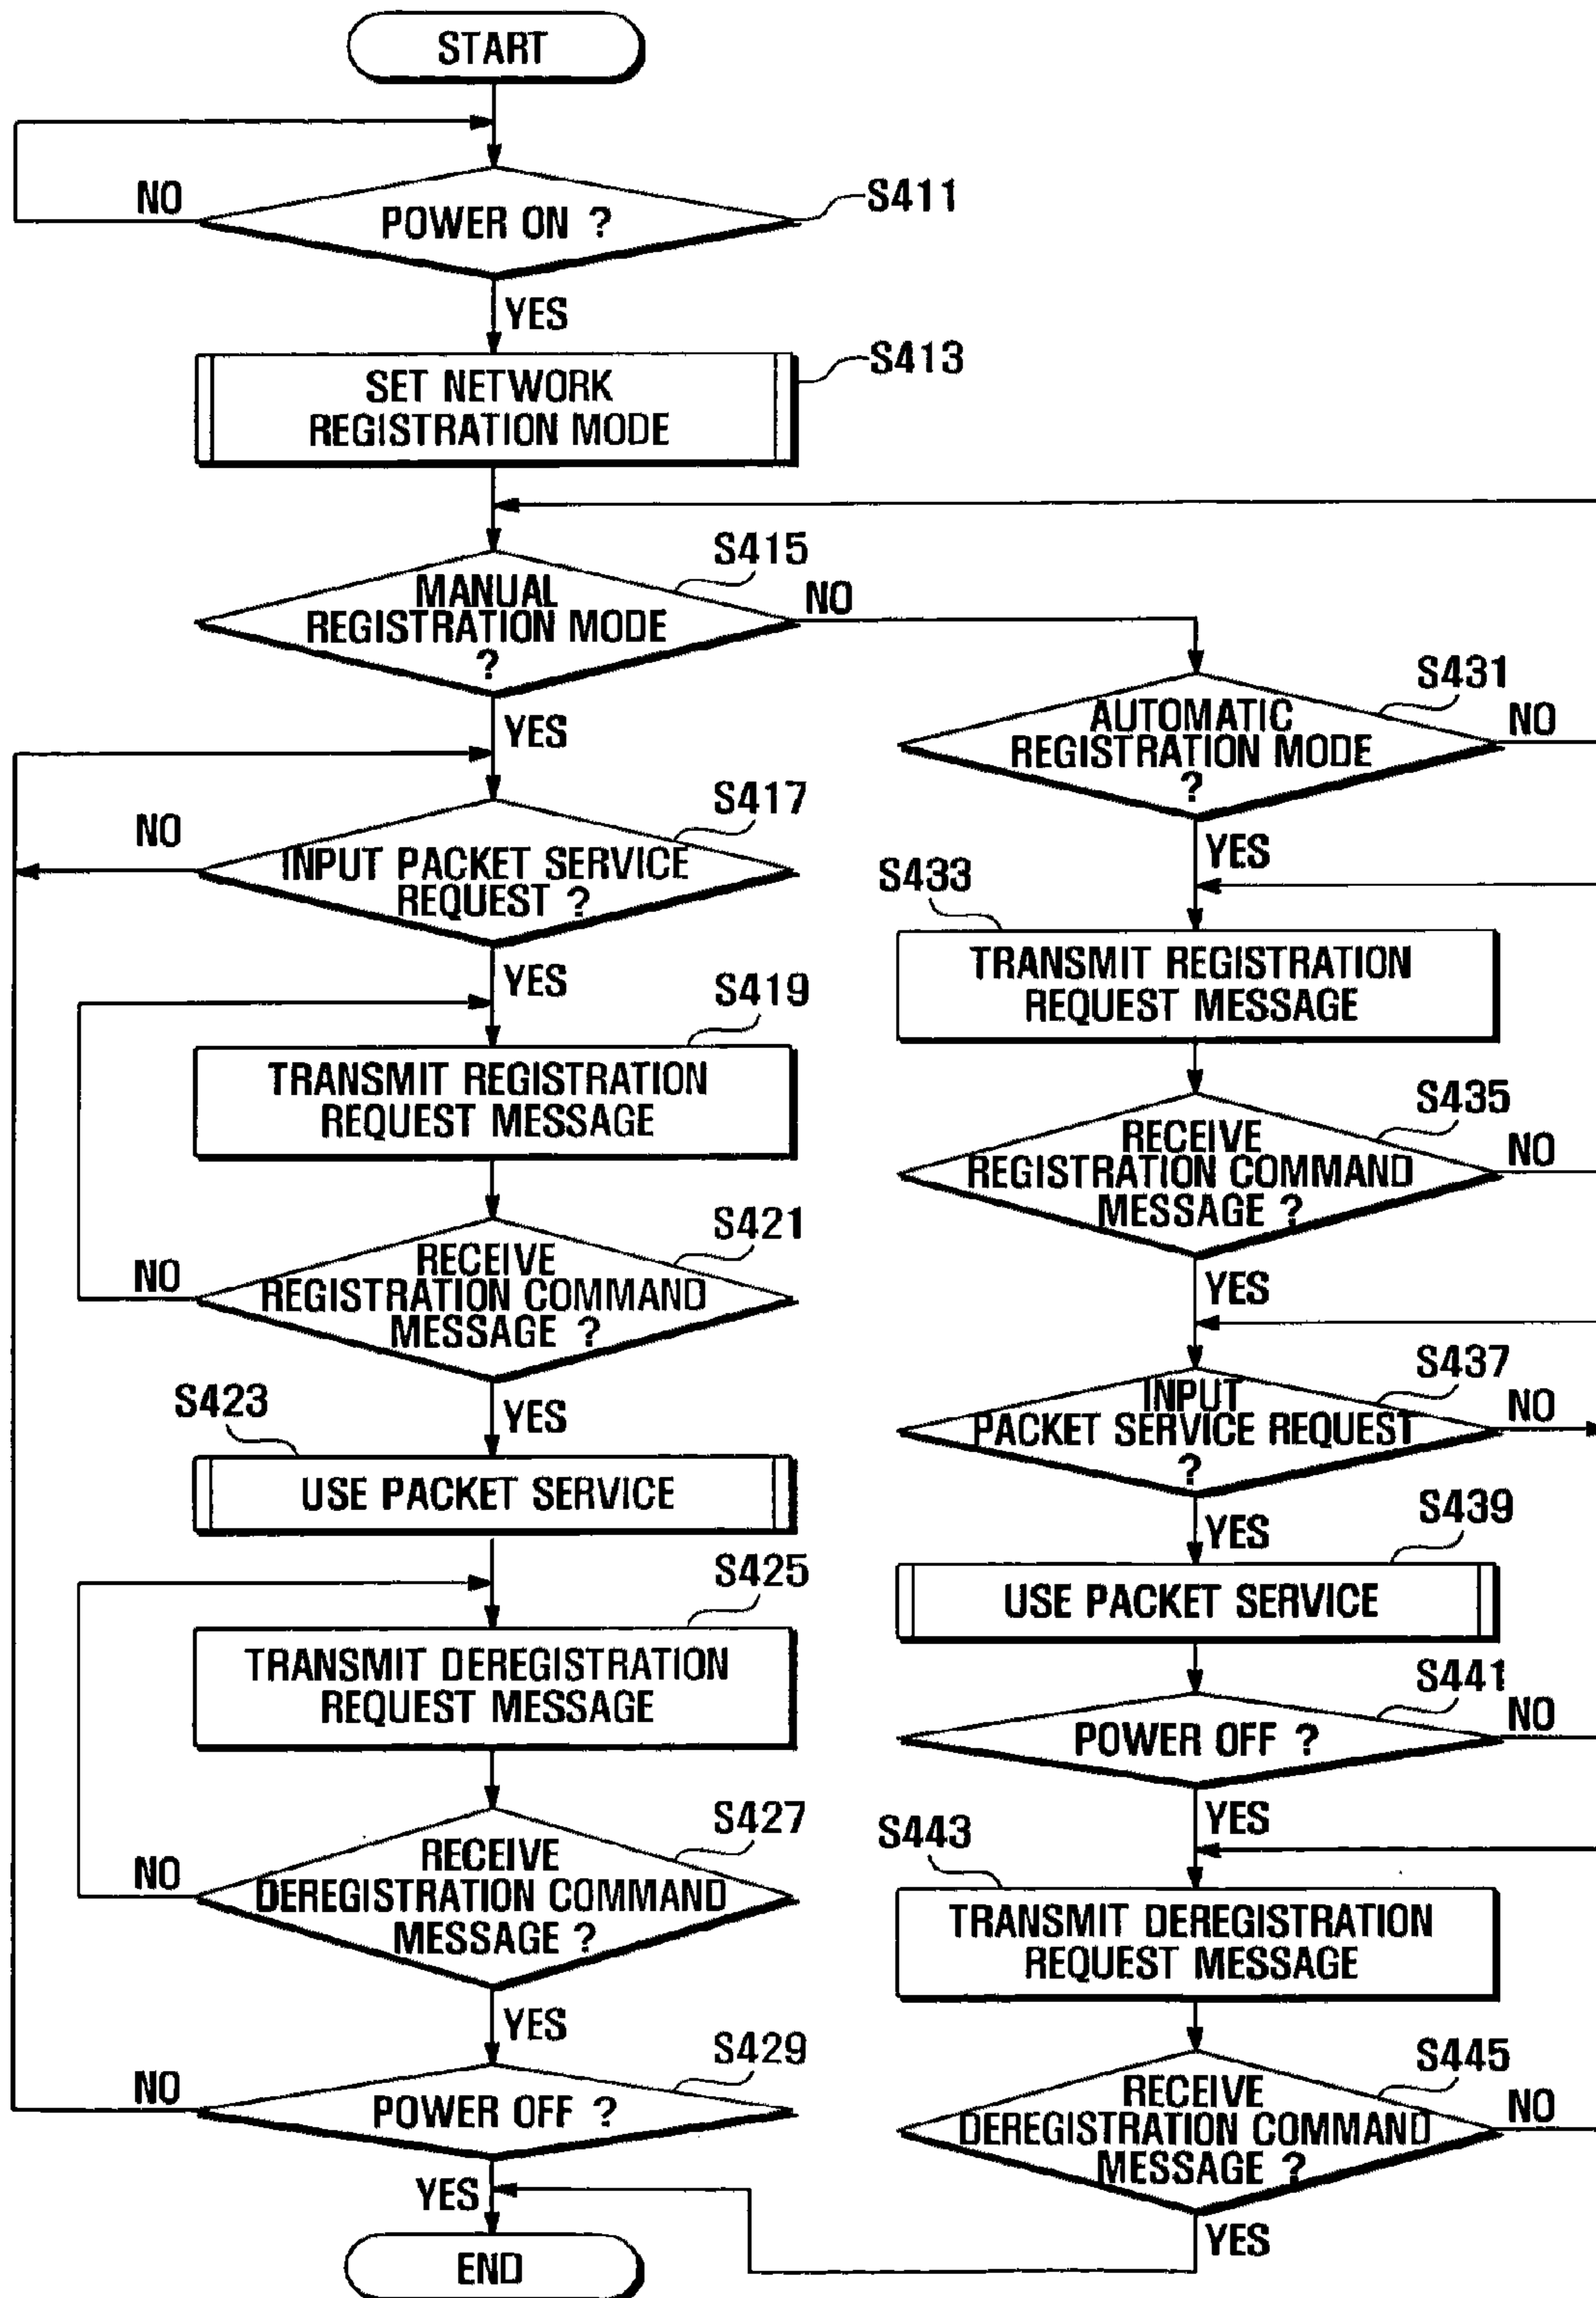 START
NO
POWER ON ?
S411
YES
SET NETWORK
REGISTRATION MODE
S413
S415
MANUAL
REGISTRATION MODE
?
NO
YES
S417
NO
INPUT PACKET SERVICE
REQUEST ?
YES
S419
TRANSMIT REGISTRATION
REQUEST MESSAGE
S421
NO
RECEIVE
REGISTRATION COMMAND
MESSAGE ?
YES
S423
USE PACKET SERVICE
S425
TRANSMIT DEREGISTRATION
REQUEST MESSAGE
S427
NO
RECEIVE
DEREGISTRATION COMMAND
MESSAGE ?
YES
S429
NO
POWER OFF ?
YES
END
S431
AUTOMATIC
REGISTRATION MODE
?
NO
YES
S433
TRANSMIT REGISTRATION
REQUEST MESSAGE
S435
RECEIVE
REGISTRATION COMMAND
MESSAGE ?
NO
YES
S437
INPUT
PACKET SERVICE REQUEST
?
NO
YES
S439
USE PACKET SERVICE
S441
POWER OFF ?
NO
YES
S443
TRANSMIT DEREGISTRATION
REQUEST MESSAGE
S445
RECEIVE
DEREGISTRATION COMMAND
MESSAGE ?
NO
YES